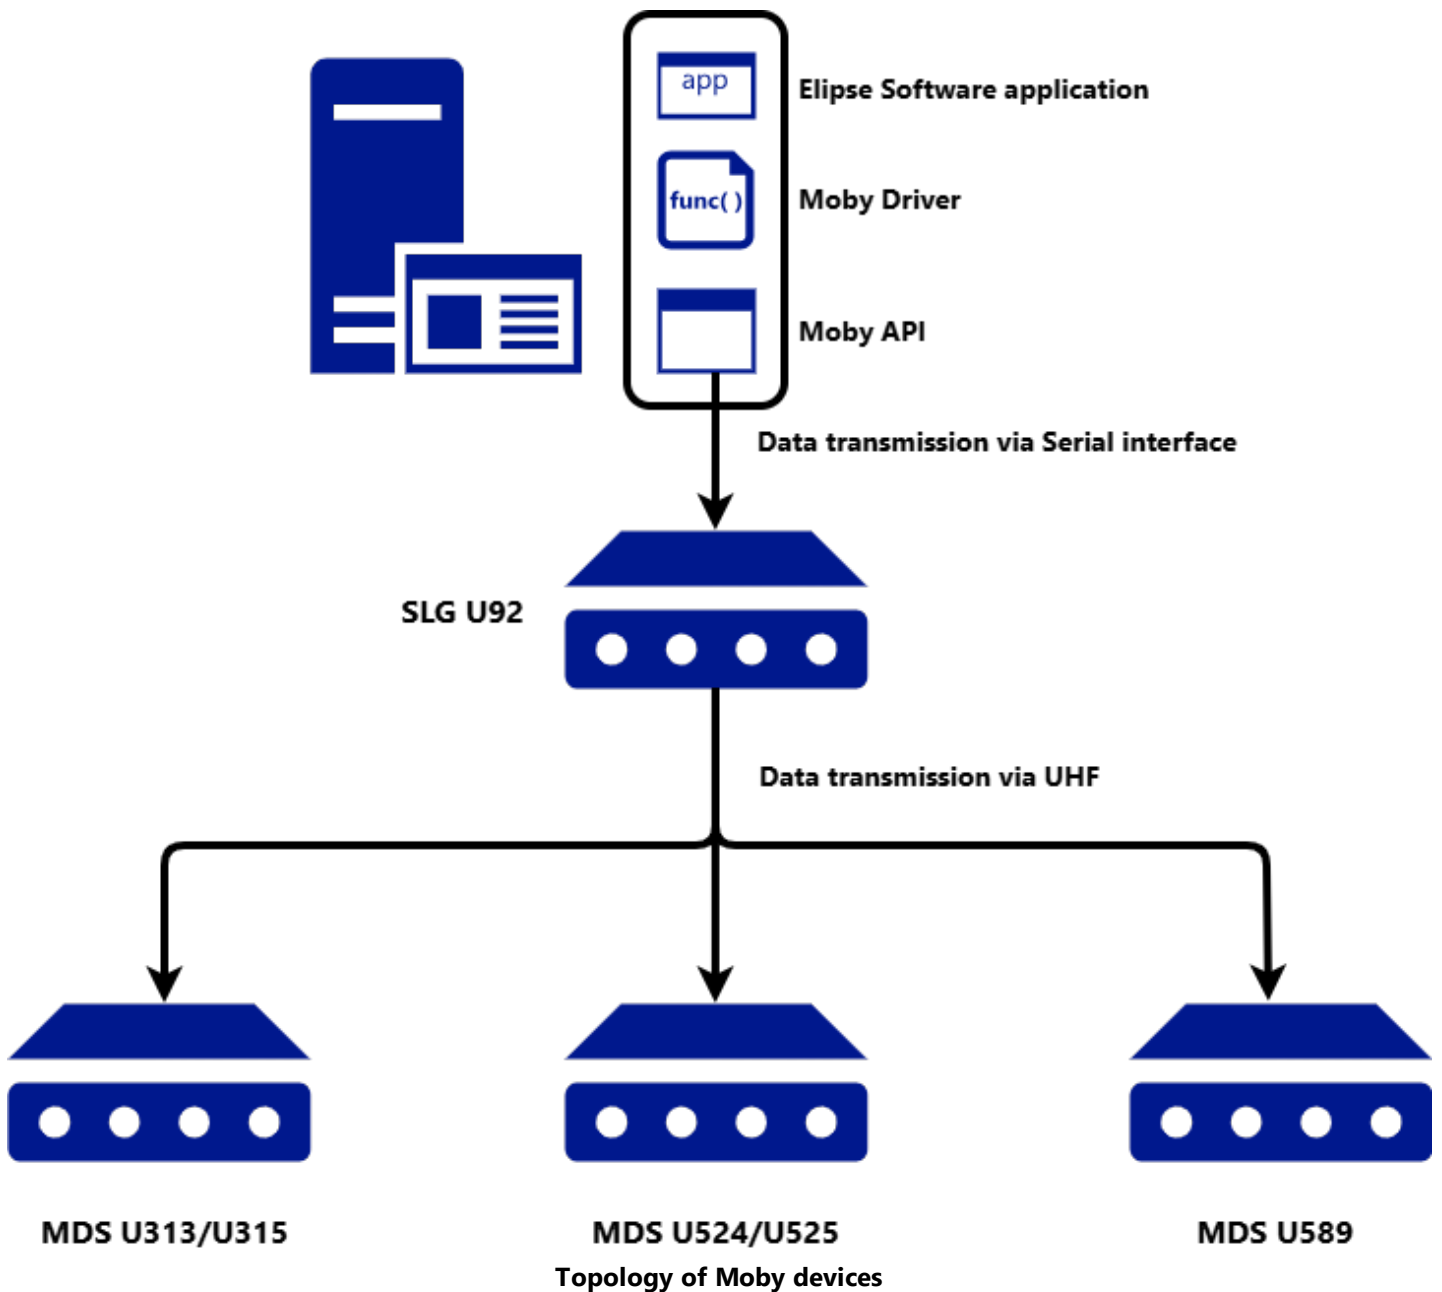 app
Elipse Software application
func( )
Moby Driver
Moby API
Data transmission via Serial interface
SLG U92
Data transmission via UHF
MDS U313/U315
MDS U524/U525
MDS U589
Topology of Moby devices